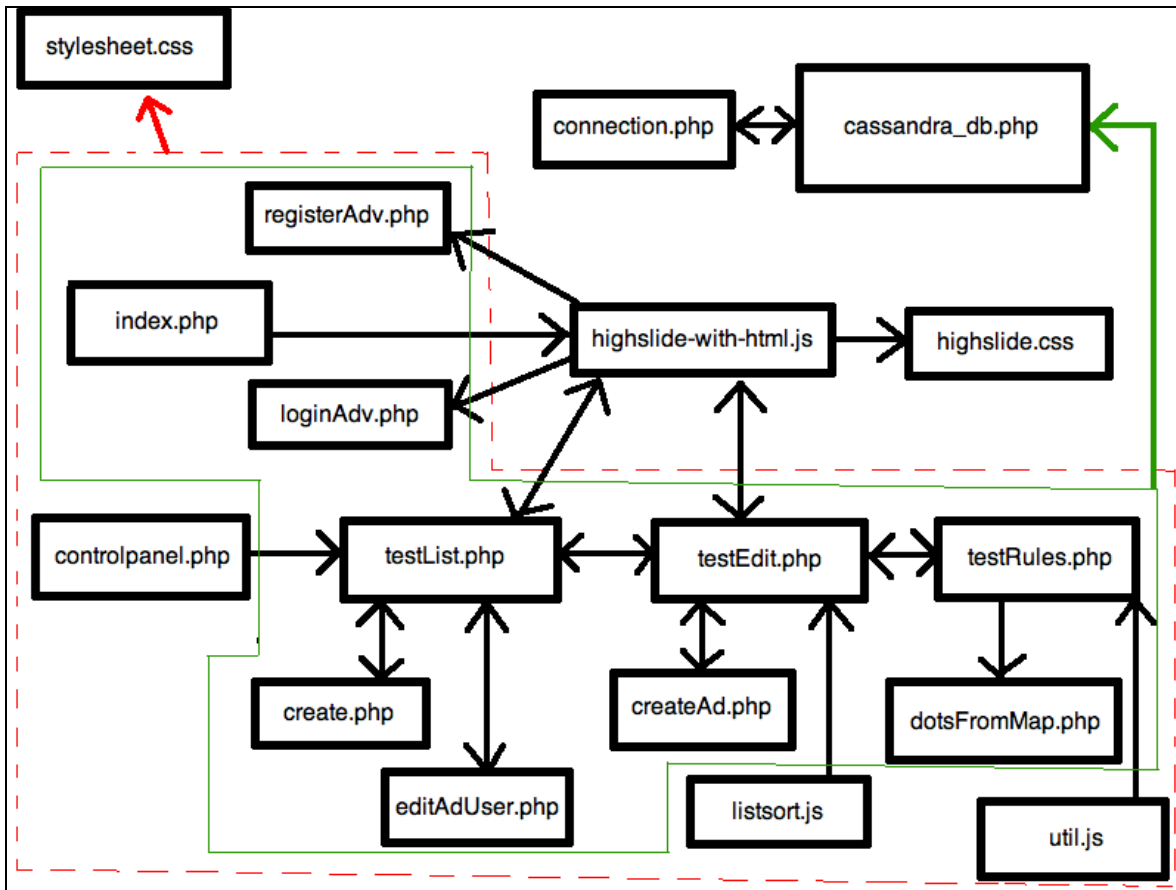 stylesheet.css
connection.php
cassandra_db.php
registerAdv.php
index.php
highslide-with-html.js
highslide.css
loginAdv.php
controlpanel.php
testList.php
testEdit.php
testRules.php
create.php
createAd.php
dotsFromMap.php
editAdUser.php
listsort.js
util.js